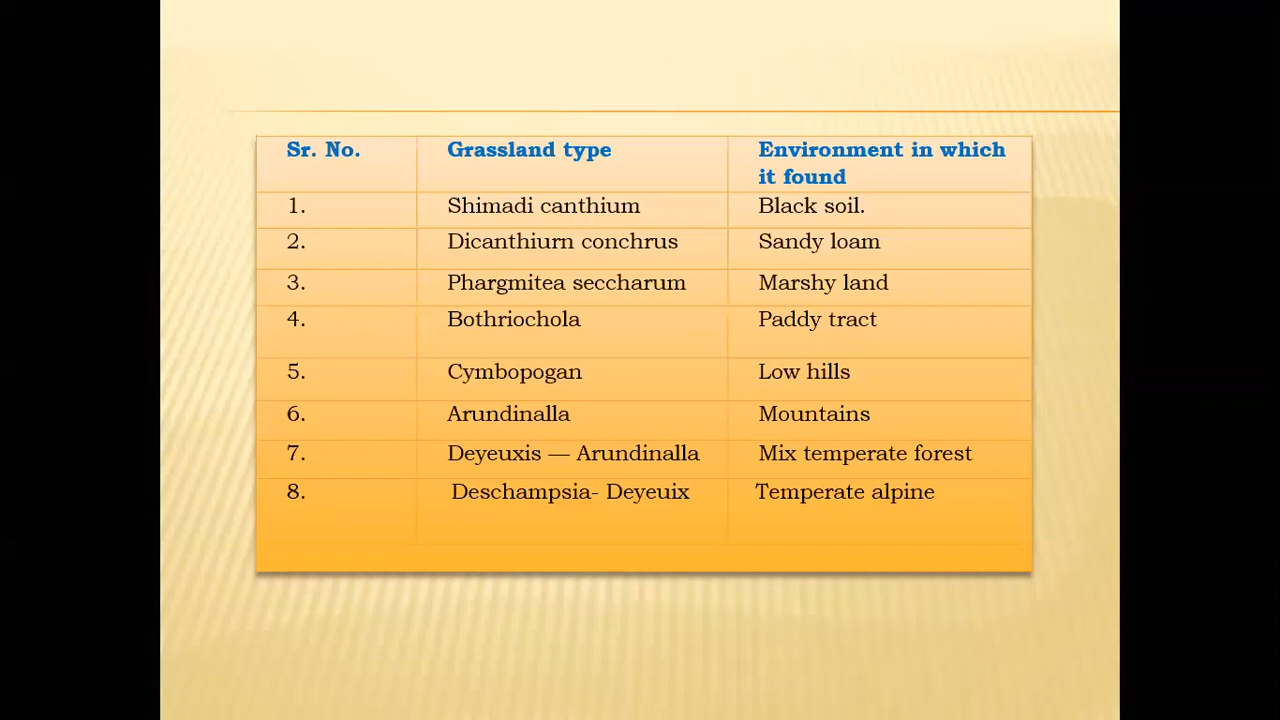 Sr. No. Grassland type Environment in which
it found
1. Shimadi canthium Black soil.
2. Dicanthiurn conchrus Sandy loam
3. Phargmitea seccharum Marshy land
4. Bothriochola Paddy tract
5. Cymbopogan Low hills
6. Arundinalla Mountains
7. Deyeuxis — Arundinalla Mix temperate forest
8. Deschampsia- Deyeuix Temperate alpine